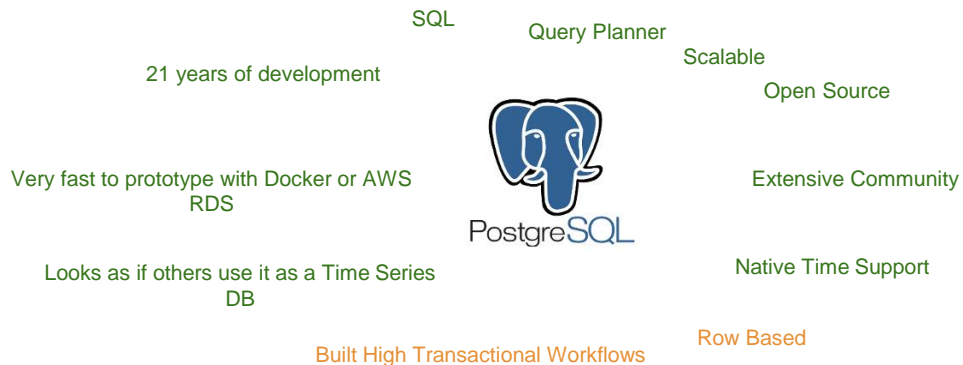 SQL
Query Planner
Scalable
21 years of development
Open Source
Very fast to prototype with Docker or AWS
RDS
Extensive Community
PostgreSQL
Native Time Support
Looks as if others use it as a Time Series
DB
Row Based
Built High Transactional Workflows